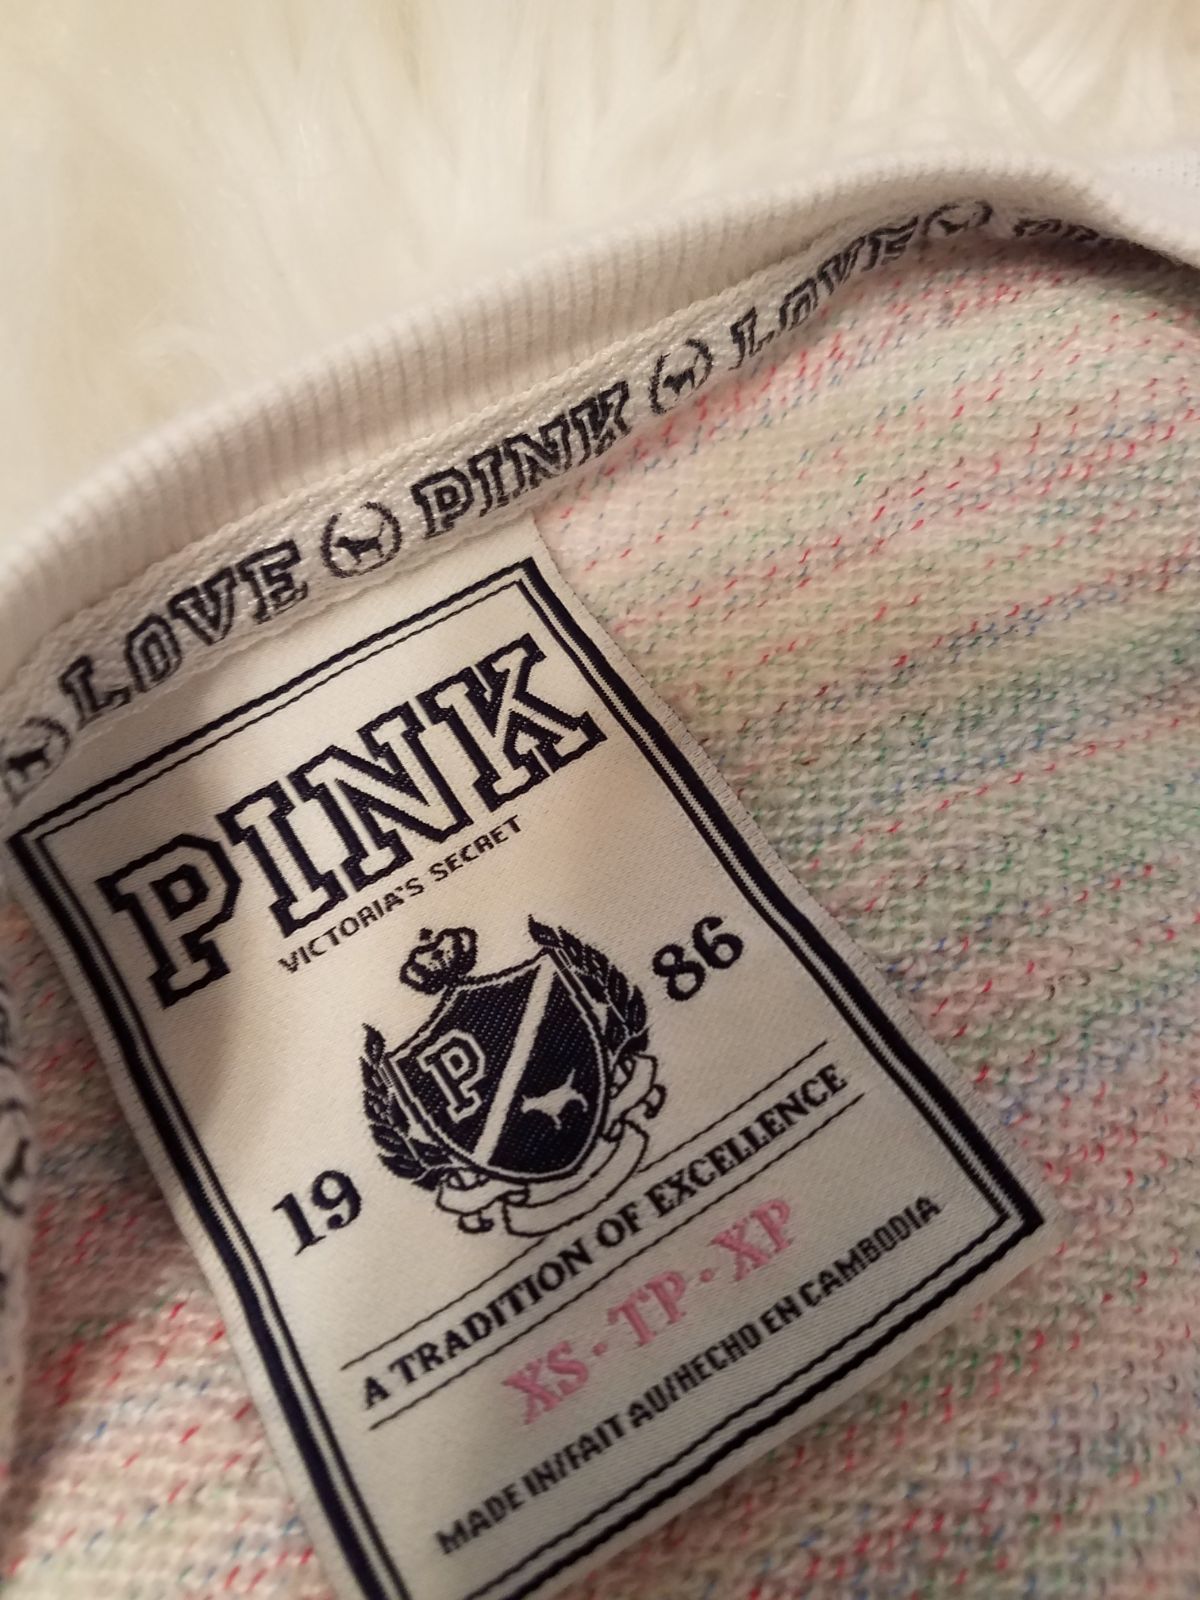 LOVE PINK LOVE
PINK
VICTORIA'S SECRET
19 86
P
A TRADITION OF EXCELLENCE
XS · TP · XP
MADE IN/FAIT AU/HECHO EN CAMBODIA